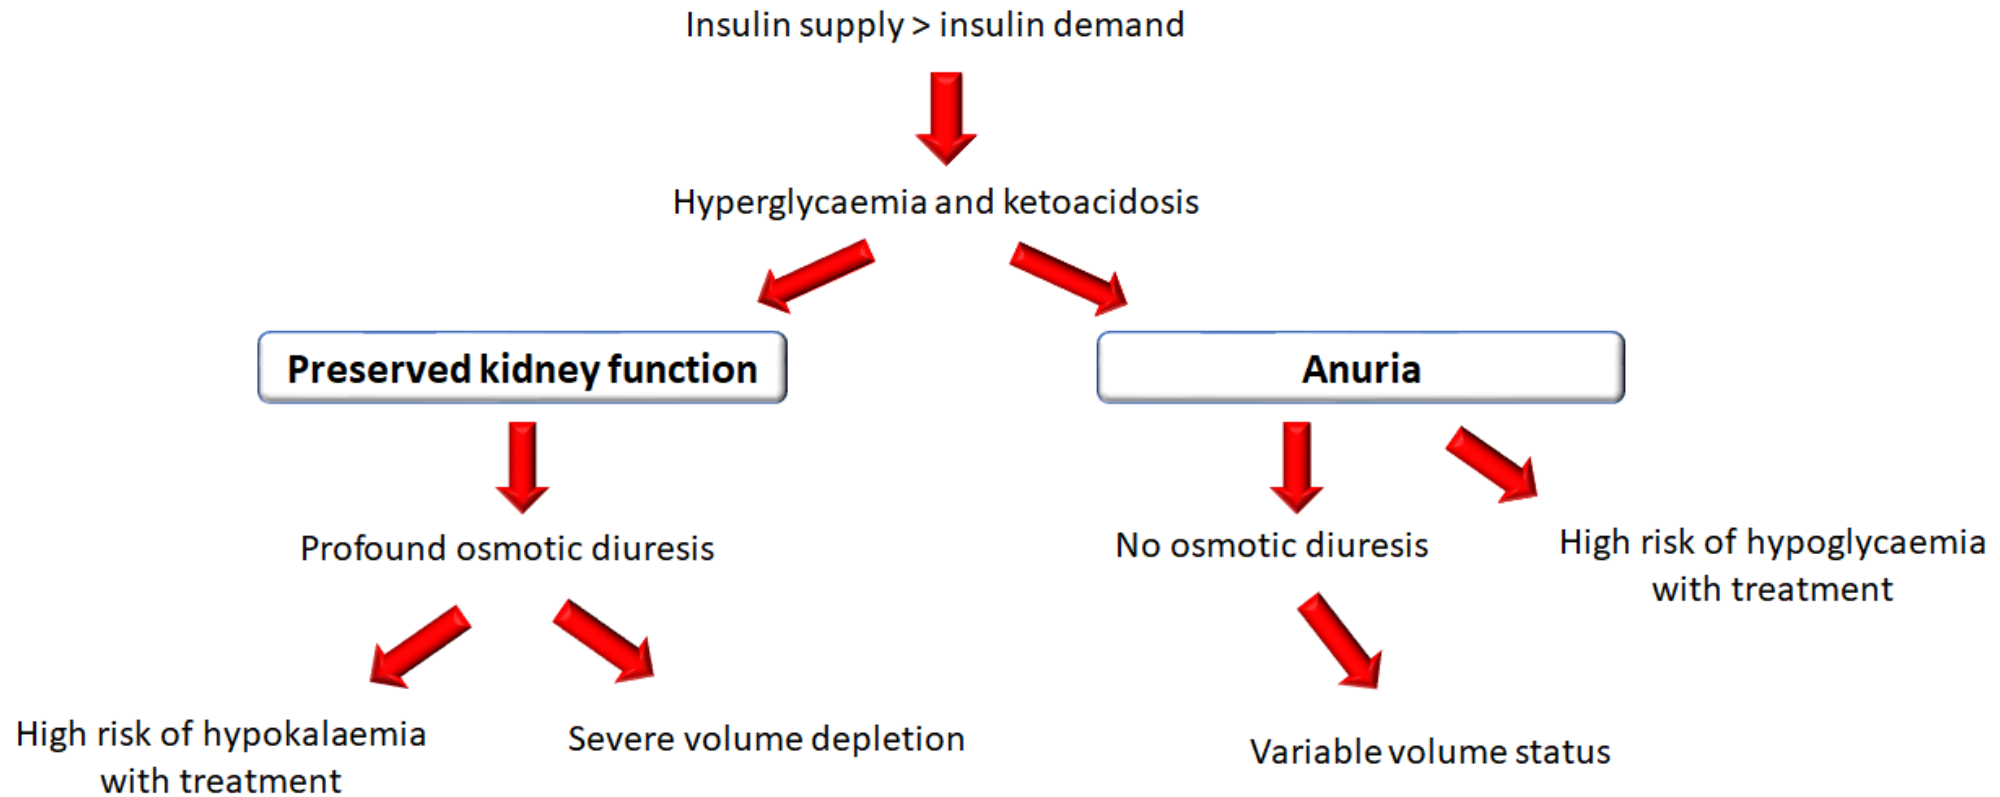 Insulin supply > insulin demand
Hyperglycaemia and ketoacidosis
Preserved kidney function
Anuria
Profound osmotic diuresis
No osmotic diuresis
High risk of hypoglycaemia
with treatment
High risk of hypokalaemia
with treatment
Severe volume depletion
Variable volume status